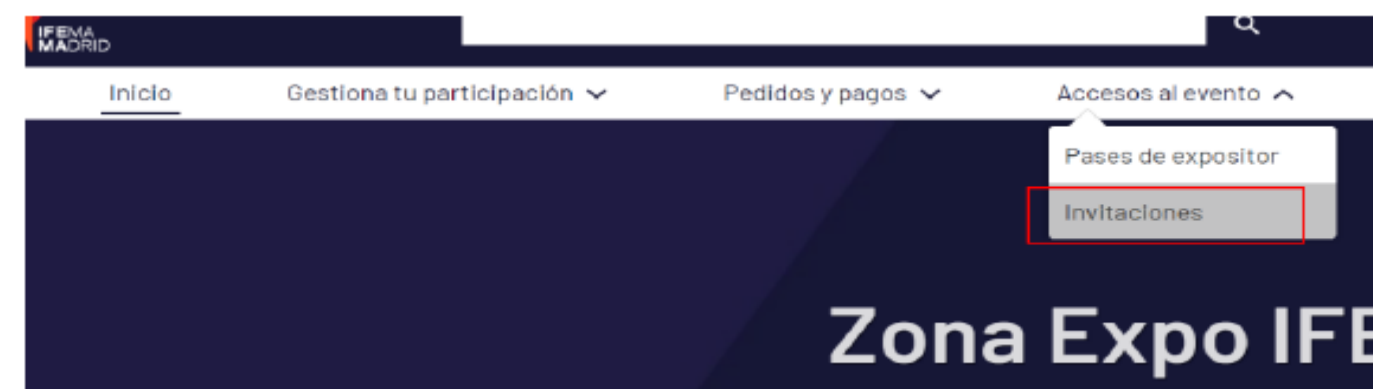 IFEMA
MADRID
Inicio
Gestiona tu participación
Pedidos y pagos
Accesos al evento
Pases de expositor
Invitaciones
Zona Expo IFE